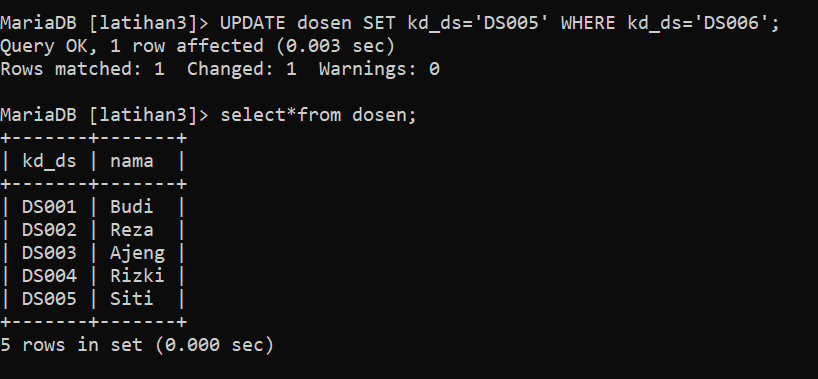 MariaDB [latihan3]> UPDATE dosen SET kd_ds='DS005' WHERE kd_ds='DS006';
Query OK, 1 row affected (0.003 sec)
Rows matched: 1  Changed: 1  Warnings: 0

MariaDB [latihan3]> select*from dosen;
+-------+-------+
| kd_ds | nama  |
+-------+-------+
| DS001 | Budi  |
| DS002 | Reza  |
| DS003 | Ajeng |
| DS004 | Rizki |
| DS005 | Siti  |
+-------+-------+
5 rows in set (0.000 sec)